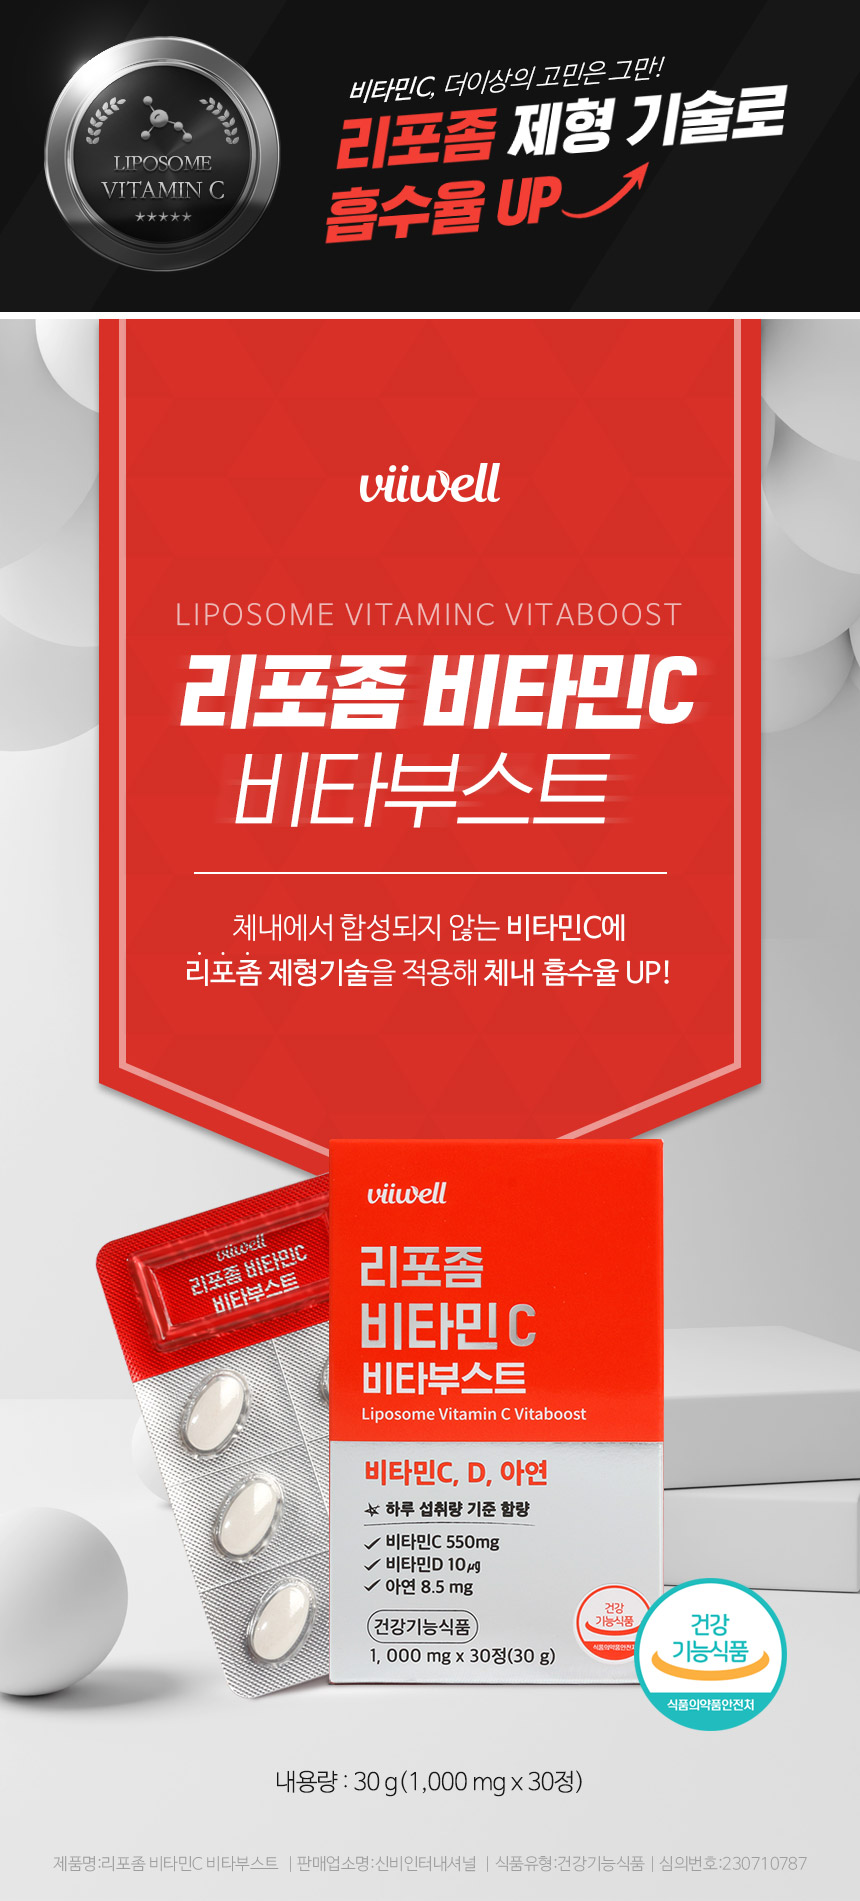 비타민C, 더이상의 고민은 그만!
리포좀 제형 기술로
흡수율 UP
LIPOSOME
VITAMIN C
★★★★★
viiwell
LIPOSOME VITAMINC VITABOOST
리포좀 비타민C
비타부스트
체내에서 합성되지 않는 비타민C에
리포좀 제형기술을 적용해 체내 흡수율 UP!
viiwell
리포좀 비타민C
비타부스트
viiwell
리포좀
비타민 C
비타부스트
Liposome Vitamin C Vitaboost
비타민C, D, 아연
하루 섭취량 기준 함량
비타민C 550mg
비타민D 10㎍
아연 8.5 mg
건강기능식품
1, 000 mg x 30정(30 g)
건강
기능식품
식품의약품안전처
건강
기능식품
식품의약품안전처
내용량 : 30 g(1,000 mg x 30정)
제품명:리포좀 비타민C 비타부스트 | 판매업소명:신비인터내셔널 | 식품유형:건강기능식품 | 심의번호:230710787